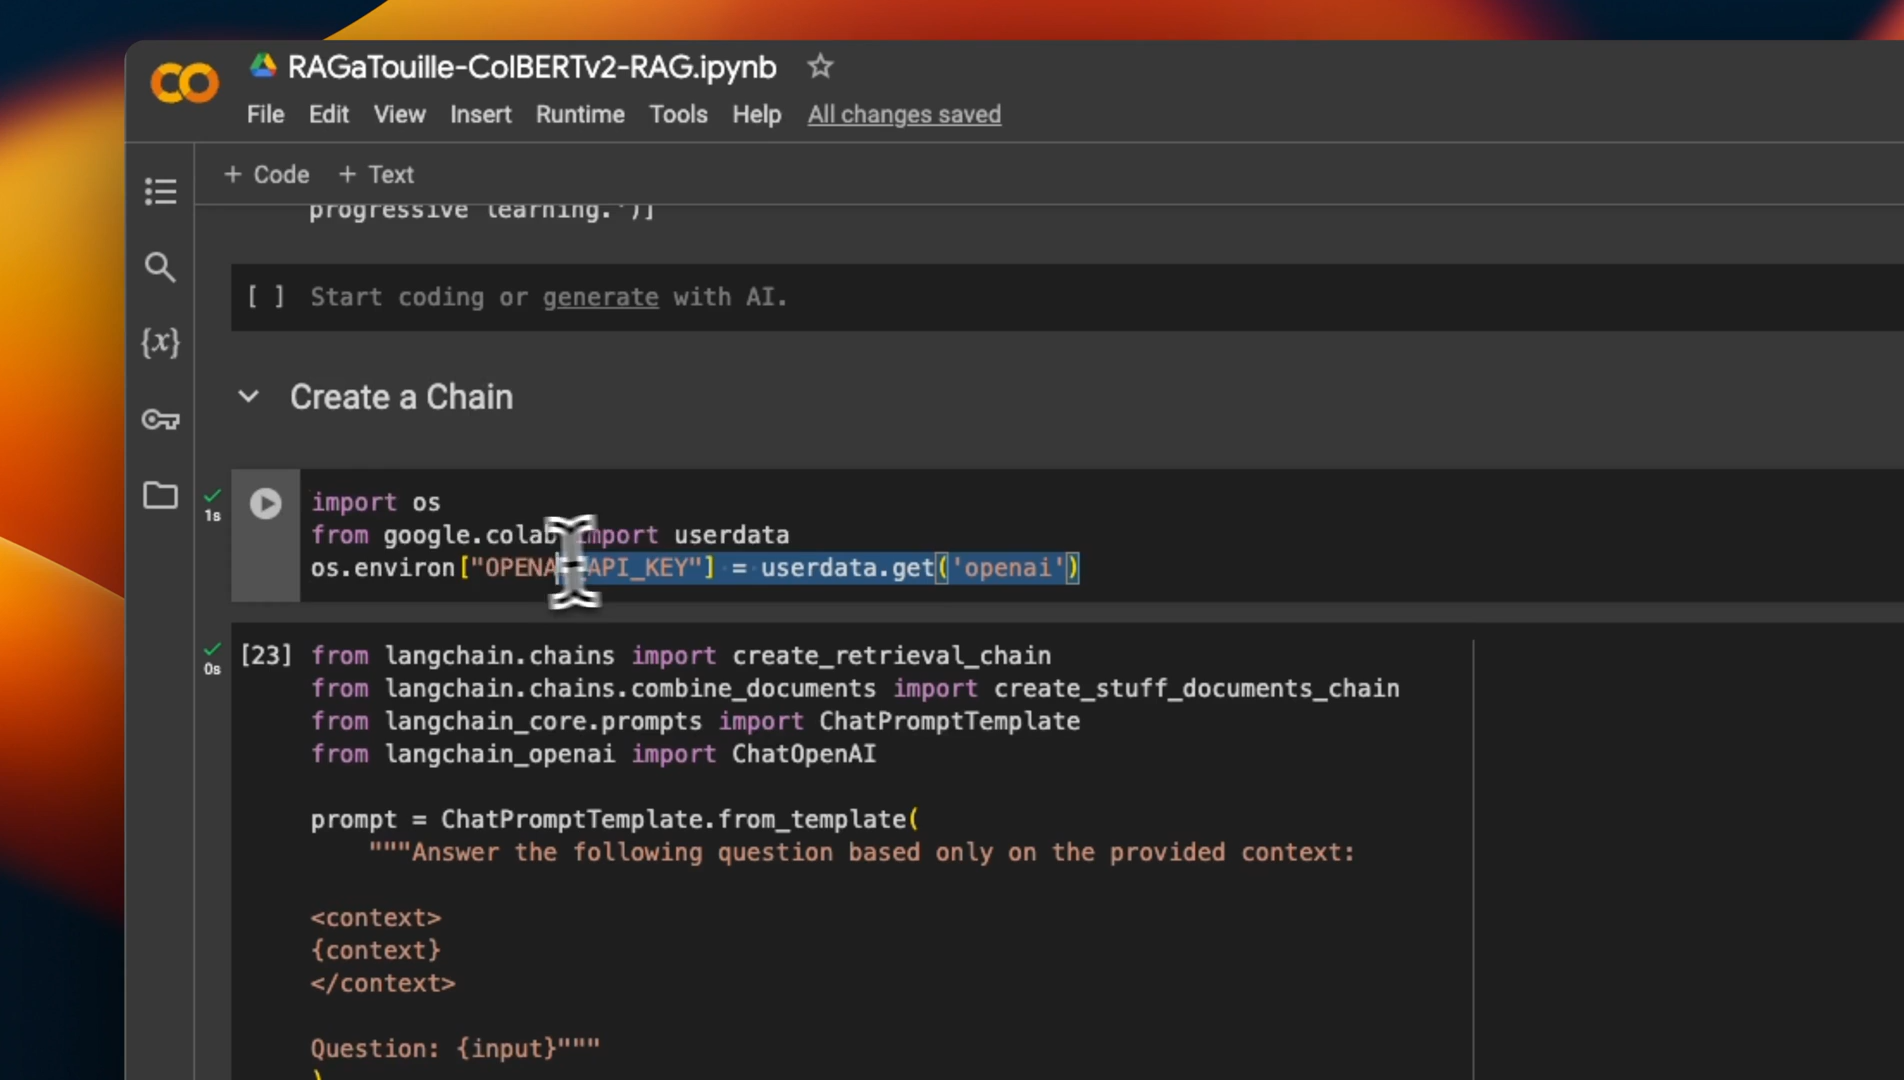 RAGaTouille-ColBERTv2-RAG.ipynb
File Edit View Insert Runtime Tools Help All changes saved
+ Code + Text
progressive learning.')]
[ ] Start coding or generate with AI.
{x}
Create a Chain
1s
import os
from google.colab import userdata
os.environ["OPENAI_API_KEY"] = userdata.get('openai')
0s
[23] from langchain.chains import create_retrieval_chain
from langchain.chains.combine_documents import create_stuff_documents_chain
from langchain_core.prompts import ChatPromptTemplate
from langchain_openai import ChatOpenAI
prompt = ChatPromptTemplate.from_template(
"""Answer the following question based only on the provided context:
<context>
{context}
</context>
Question: {input}"""
)